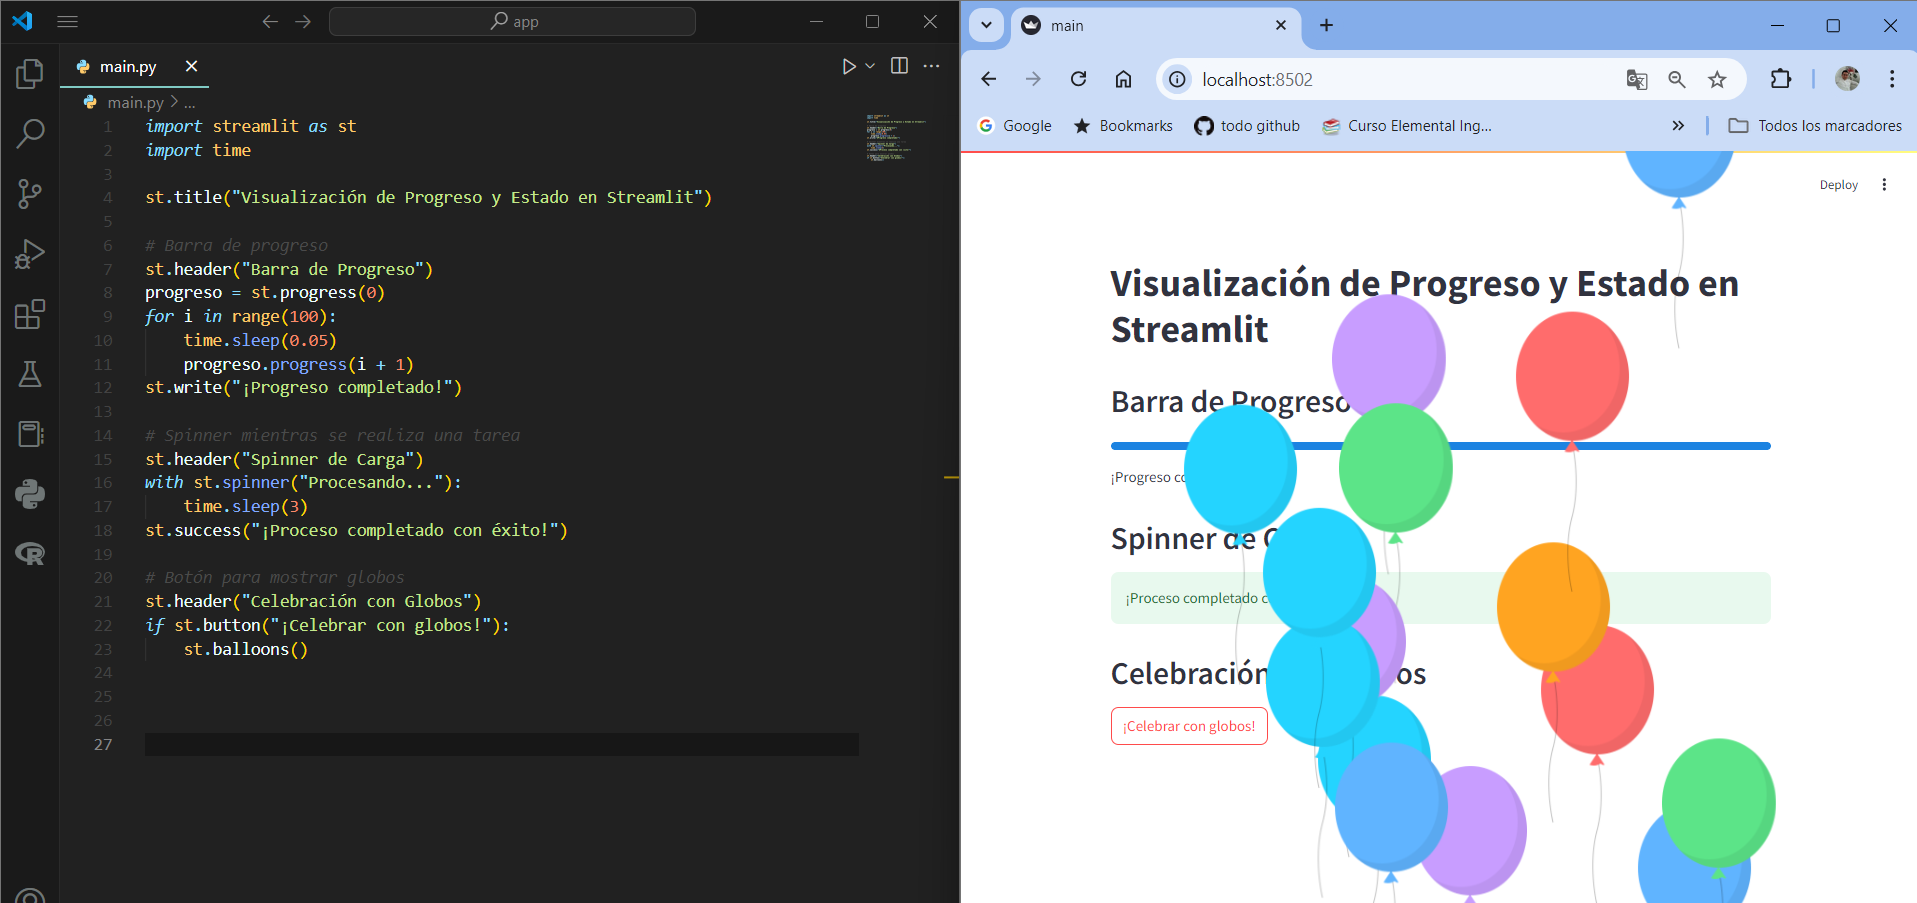 app
main.py
main.py > ...
1 import streamlit as st
2 import time
3
4 st.title("Visualización de Progreso y Estado en Streamlit")
5
6 # Barra de progreso
7 st.header("Barra de Progreso")
8 progreso = st.progress(0)
9 for i in range(100):
10 time.sleep(0.05)
11 progreso.progress(i + 1)
12 st.write("¡Progreso completado!")
13
14 # Spinner mientras se realiza una tarea
15 st.header("Spinner de Carga")
16 with st.spinner("Procesando..."):
17 time.sleep(3)
18 st.success("¡Proceso completado con éxito!")
19
20 # Botón para mostrar globos
21 st.header("Celebración con Globos")
22 if st.button("¡Celebrar con globos!"):
23 st.balloons()
24
25
26
27
main
localhost:8502
Google Bookmarks todo github Curso Elemental Ing... » Todos los marcadores
Deploy
Visualización de Progreso y Estado en
Streamlit
Barra de Progreso
¡Progreso
Spinner de
¡Proceso completado
Celebración
¡Celebrar con globos!